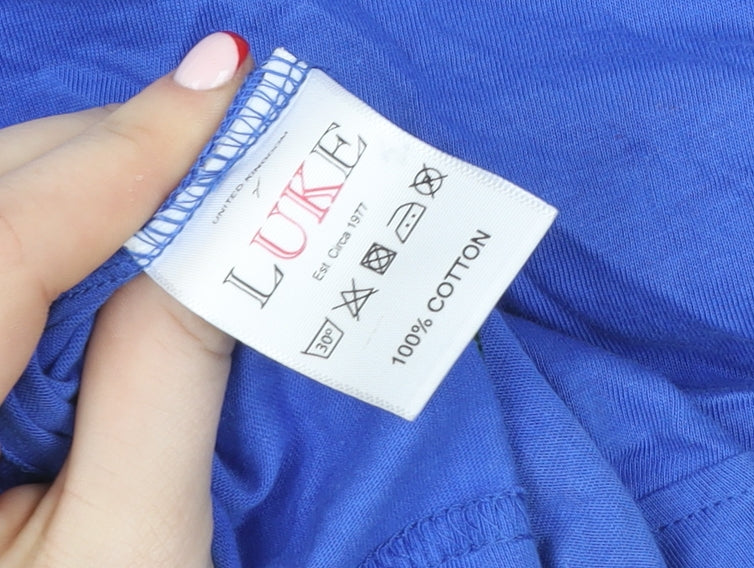 UNITED KINGDOM
LUKE
Est Circa 1977
30°
100% COTTON